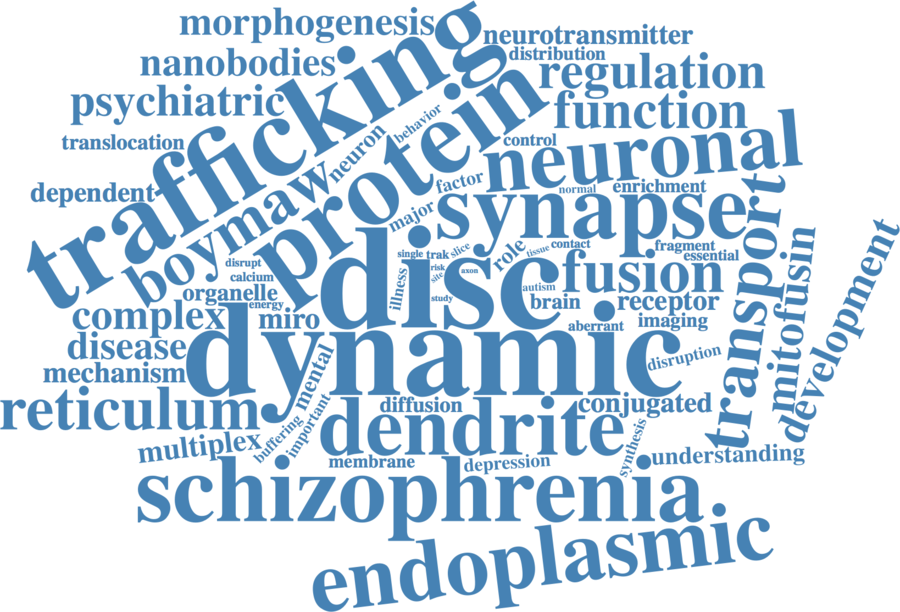 morphogenesis
neurotransmitter
distribution
nanobodies
trafficking
regulation
psychiatric
function
behavior
translocation
neuron
protein
control
neuronal
dependent
boymaw
factor
normal
enrichment
major
synapse
transport
role
contact
tissue
fragment
essential
single
trak
slice
disc
disrupt
calcium
risk
site
axon
fusion
mitofusin
development
illness
organelle
energy
study
autism
brain
receptor
complex
miro
aberrant
imaging
disease
dynamic
disruption
mechanism
mental
reticulum
important
diffusion
dendrite
conjugated
multiplex
buffering
membrane
depression
synthesis
understanding
schizophrenia
endoplasmic